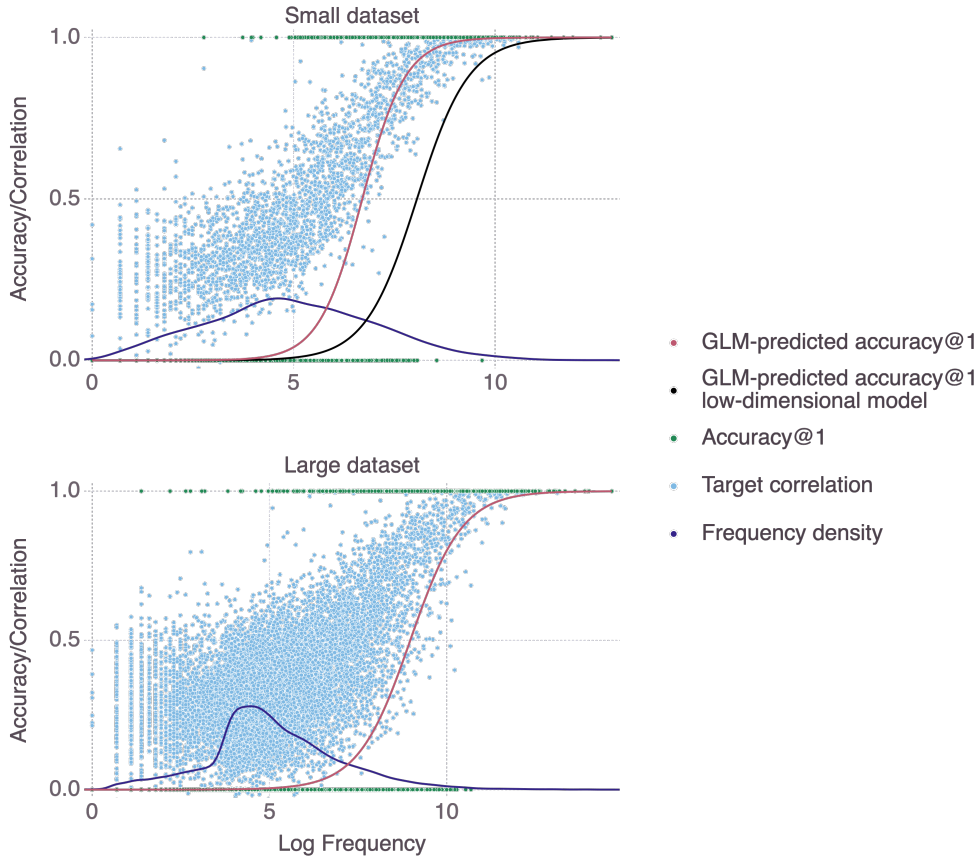 Small dataset
1.0
0.5
0.0
0
5
10
Accuracy/Correlation
GLM-predicted accuracy@1
GLM-predicted accuracy@1
low-dimensional model
Accuracy@1
Target correlation
Frequency density
Large dataset
1.0
0.5
0.0
0
5
10
Accuracy/Correlation
Log Frequency